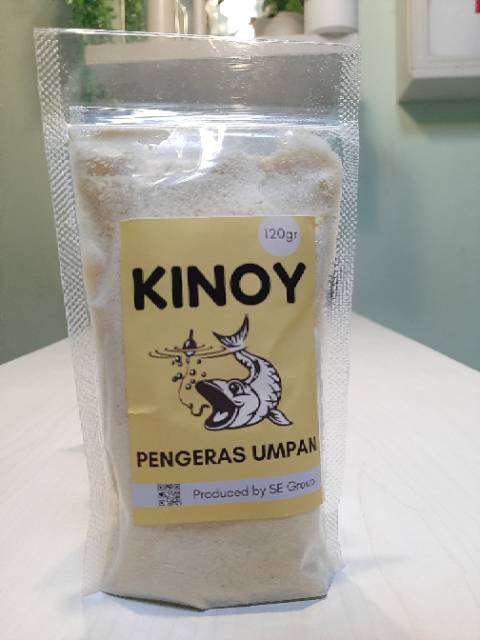 120gr
KINOY
PENGERAS UMPAN
Produced by SE Group